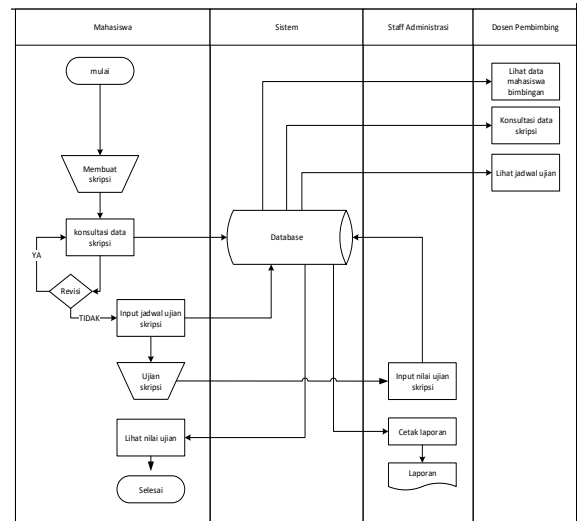 Mahasiswa
Sistem
Staff Administrasi
Dosen Pembimbing
mulai
Lihat data
mahasiswa
bimbingan
Konsultasi data
skripsi
Membuat
skripsi
Lihat jadwal ujian
konsultasi data
skripsi
Database
YA
Revisi
TIDAK
Input jadwal ujian
skripsi
Ujian
skripsi
Input nilai ujian
skripsi
Lihat nilai ujian
Cetak laporan
Laporan
Selesai